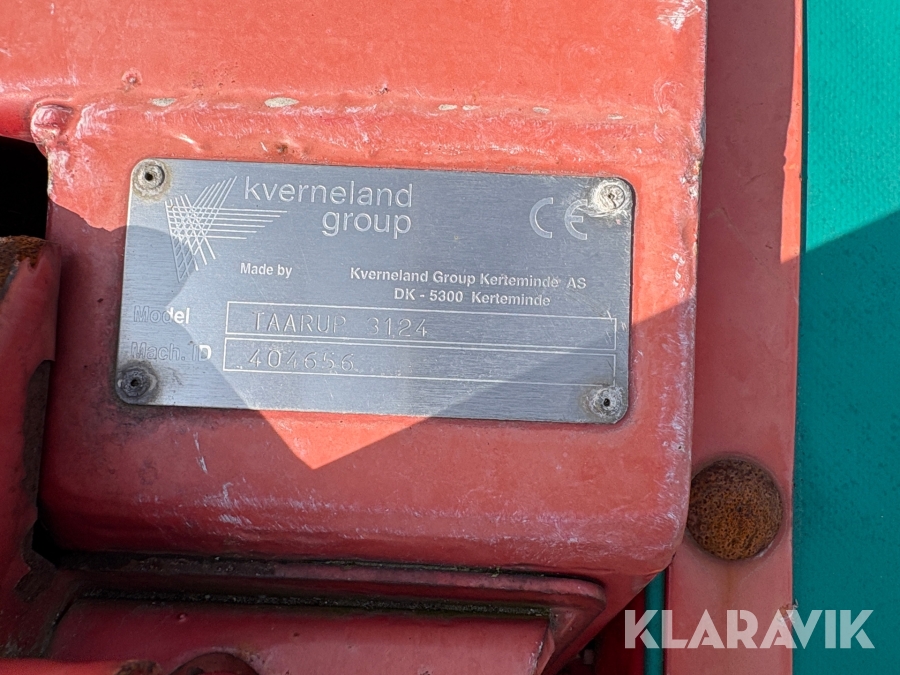 kverneland
group
CE
Made by Kverneland Group Kerteminde AS
DK - 5300 Kerteminde
Model TAARUP 3124
Mach. ID 404656
KLARAVIK